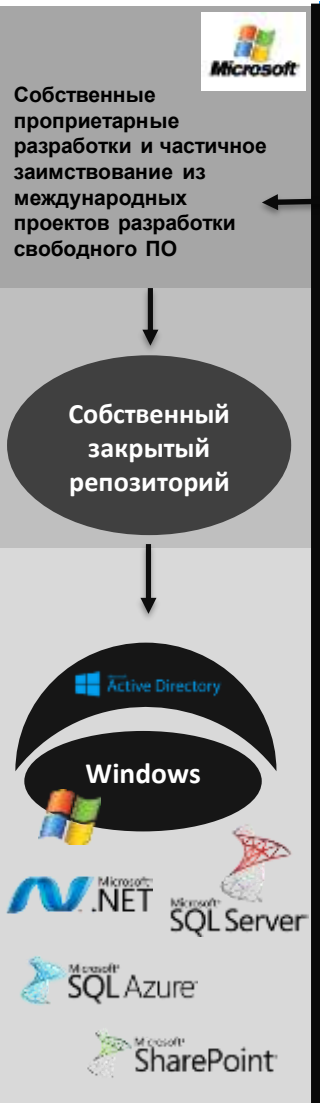 Microsoft
Собственные
проприетарные
разработки и частичное
заимствование из
международных
проектов разработки
свободного ПО
Собственный
закрытый
репозиторий
Active Directory
Windows
Microsoft
.NET
Microsoft
SQL Server
Microsoft
SQL Azure
Microsoft
SharePoint